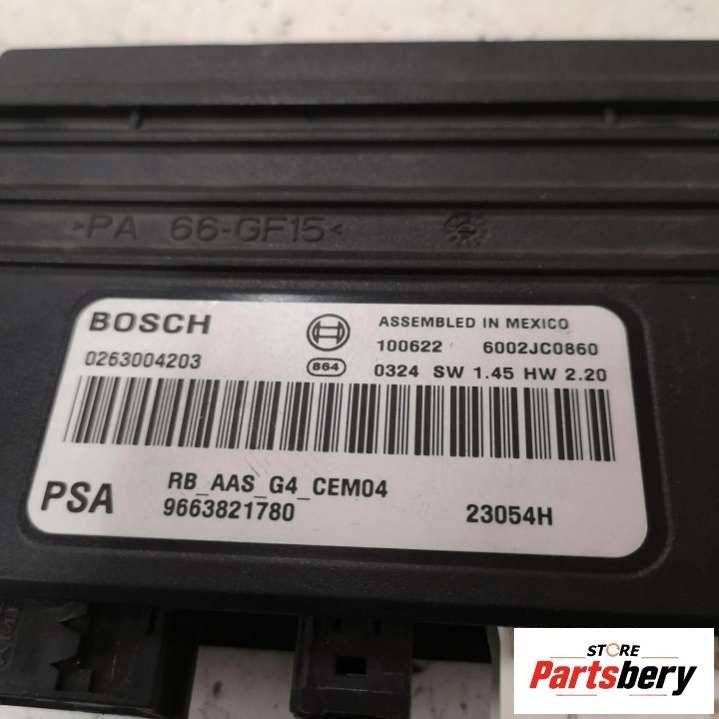 >PA 66-GF15<
BOSCH
ASSEMBLED IN MEXICO
100622 6002JC0860
0263004203
864
0324 SW 1.45 HW 2.20
RB_AAS_G4_CEM04
PSA
9663821780
23054H
STORE
Partsbery